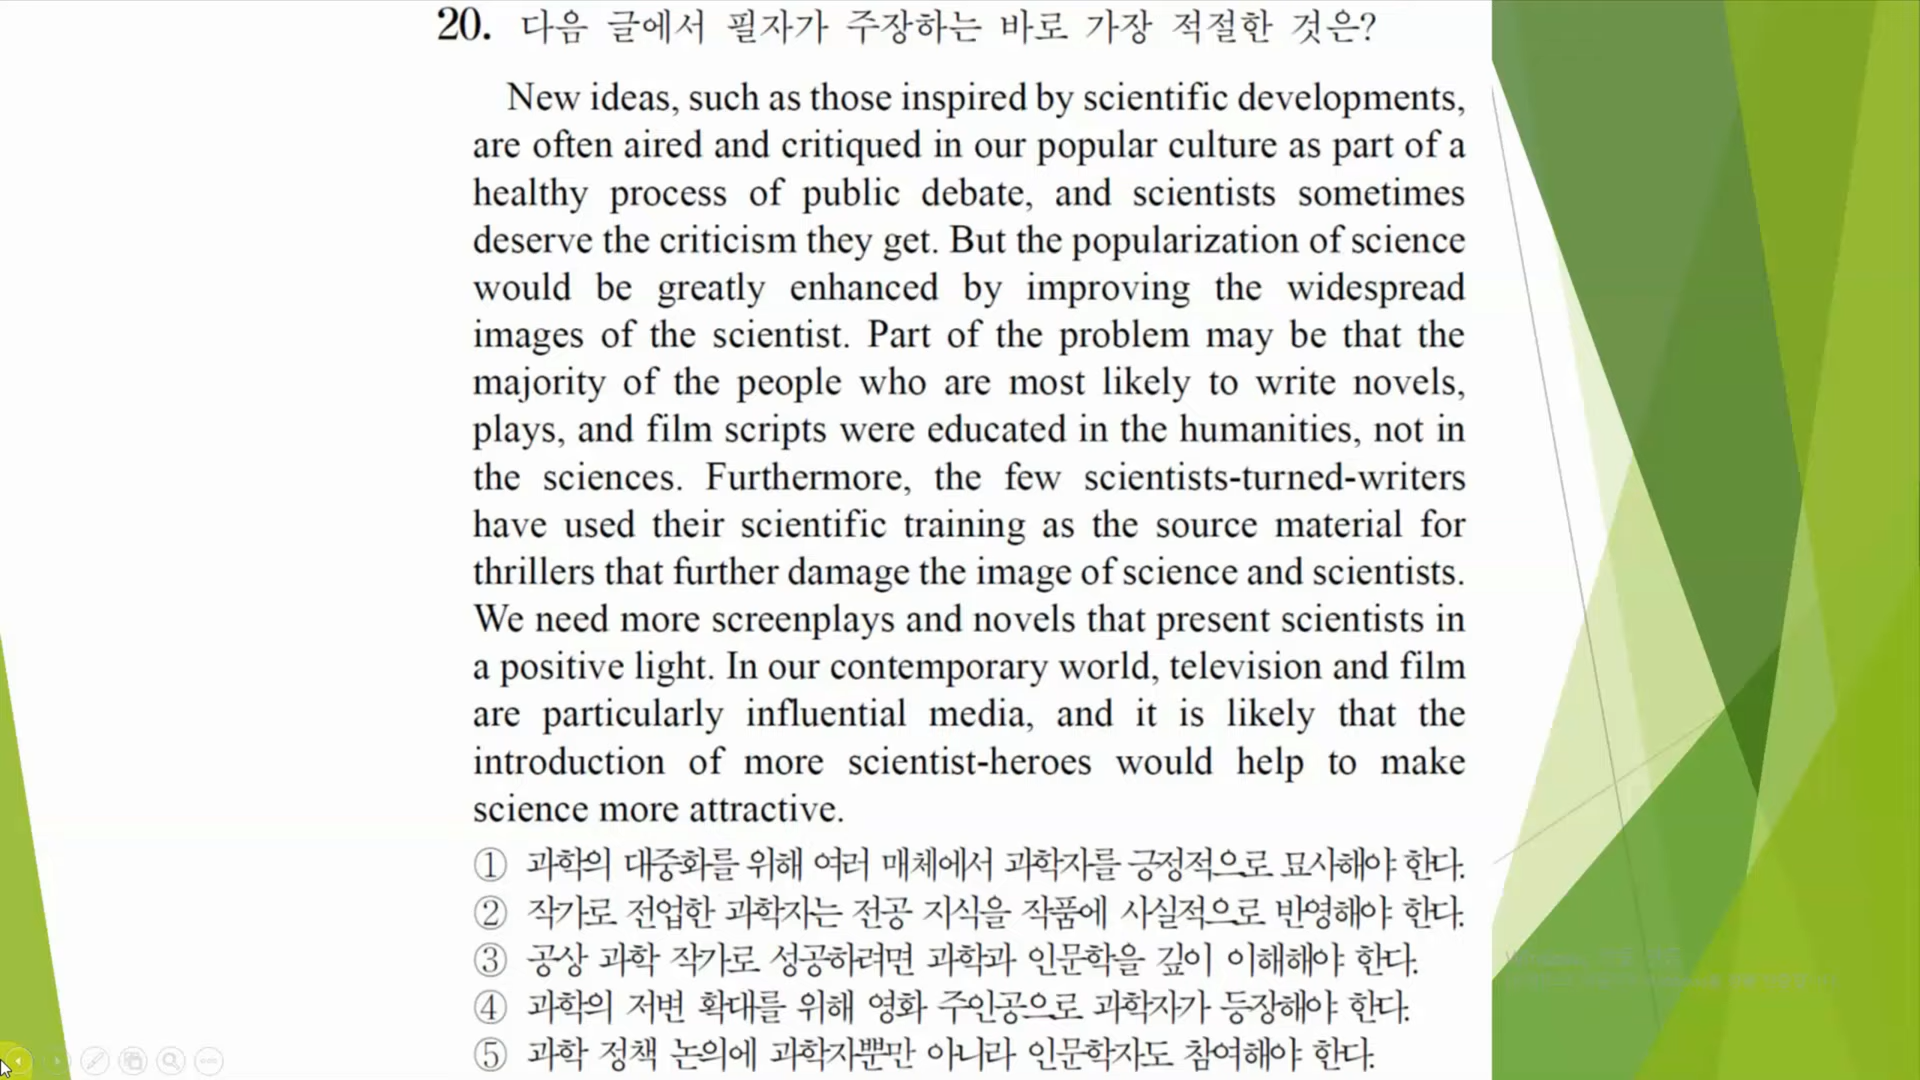 20. 다음 글에서 필자가 주장하는 바로 가장 적절한 것은?
New ideas, such as those inspired by scientific developments,
are often aired and critiqued in our popular culture as part of a
healthy process of public debate, and scientists sometimes
deserve the criticism they get. But the popularization of science
would be greatly enhanced by improving the widespread
images of the scientist. Part of the problem may be that the
majority of the people who are most likely to write novels,
plays, and film scripts were educated in the humanities, not in
the sciences. Furthermore, the few scientists-turned-writers
have used their scientific training as the source material for
thrillers that further damage the image of science and scientists.
We need more screenplays and novels that present scientists in
a positive light. In our contemporary world, television and film
are particularly influential media, and it is likely that the
introduction of more scientist-heroes would help to make
science more attractive.
① 과학의 대중화를 위해 여러 매체에서 과학자를 긍정적으로 묘사해야 한다.
② 작가로 전업한 과학자는 전공 지식을 작품에 사실적으로 반영해야 한다.
③ 공상 과학 작가로 성공하려면 과학과 인문학을 깊이 이해해야 한다.
④ 과학의 저변 확대를 위해 영화 주인공으로 과학자가 등장해야 한다.
⑤ 과학 정책 논의에 과학자뿐만 아니라 인문학자도 참여해야 한다.